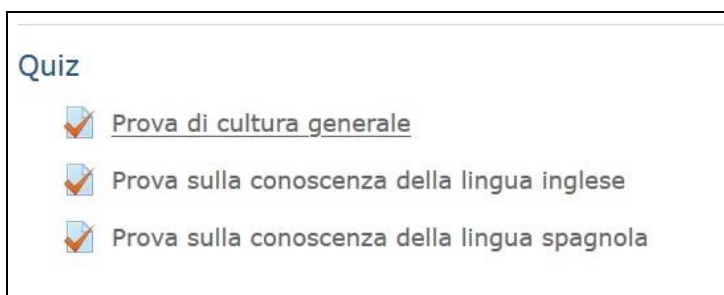 Quiz
Prova di cultura generale
Prova sulla conoscenza della lingua inglese
Prova sulla conoscenza della lingua spagnola